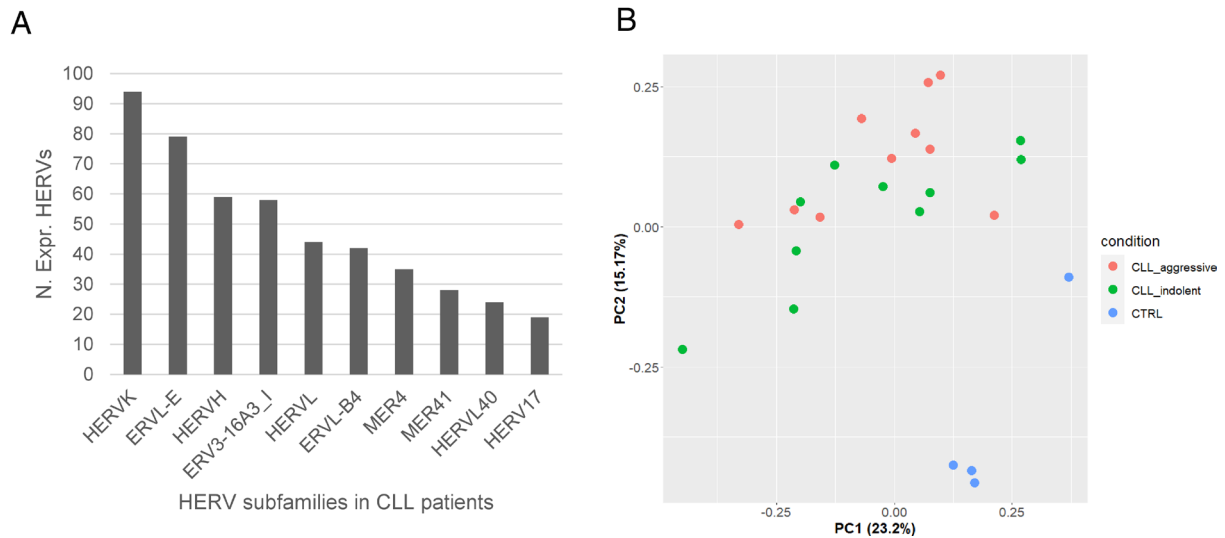 A
100
90
80
70
60
50
40
30
20
10
0
N. Expr. HERVs
HERVK
ERVL-E
HERVH
ERV3-16A3_I
HERVL
ERVL-B4
MER4
MER41
HERVL40
HERV17
HERV subfamilies in CLL patients
B
0.25
0.00
-0.25
PC2 (15.17%)
-0.25
0.00
0.25
PC1 (23.2%)
condition
CLL_aggressive
CLL_indolent
CTRL